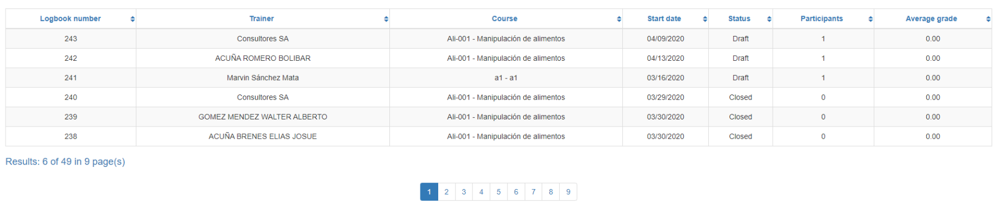 Logbook number Trainer Course Start date Status Participants Average grade
243 Consultores SA Ali-001 - Manipulación de alimentos 04/09/2020 Draft 1 0.00
242 ACUÑA ROMERO BOLIBAR Ali-001 - Manipulación de alimentos 04/13/2020 Draft 1 0.00
241 Marvin Sánchez Mata a1 - a1 03/16/2020 Draft 1 0.00
240 Consultores SA Ali-001 - Manipulación de alimentos 03/29/2020 Closed 0 0.00
239 GOMEZ MENDEZ WALTER ALBERTO Ali-001 - Manipulación de alimentos 03/30/2020 Closed 0 0.00
238 ACUÑA BRENES ELIAS JOSUE Ali-001 - Manipulación de alimentos 03/30/2020 Closed 0 0.00
Results: 6 of 49 in 9 page(s)
1 2 3 4 5 6 7 8 9